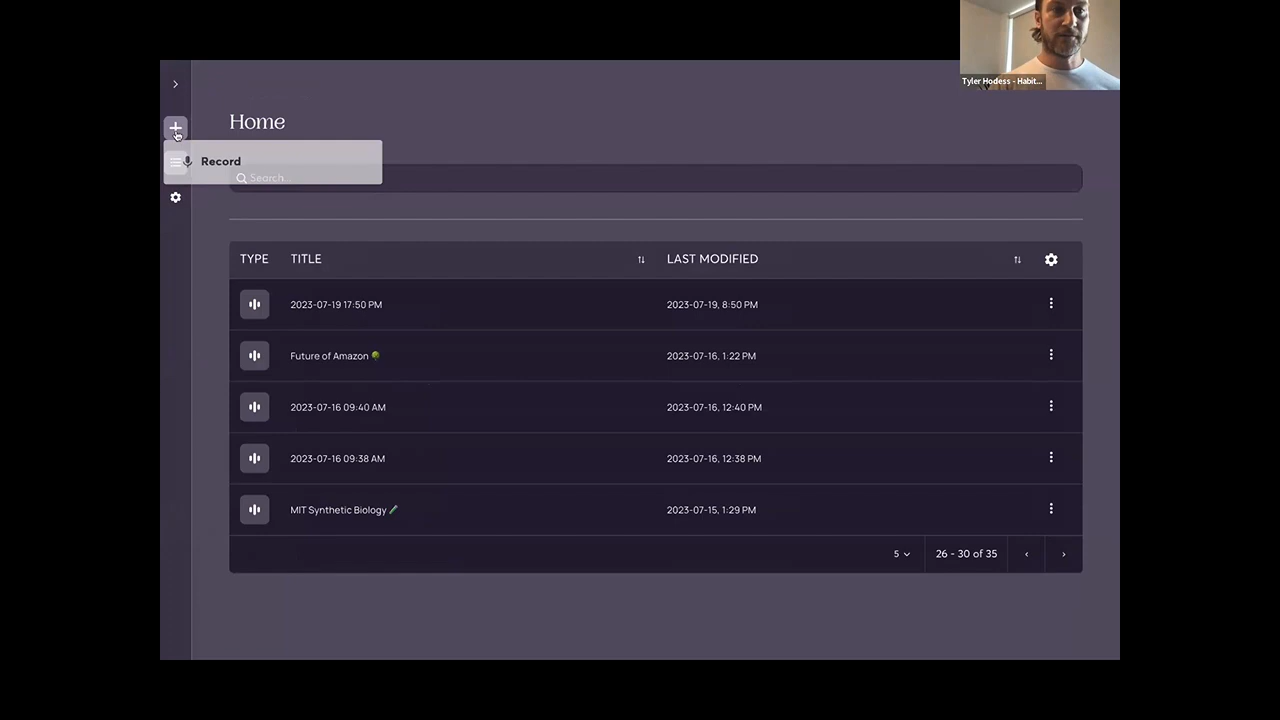 Tyler Hodess - Habit...
Home
Record
Search...
TYPE TITLE LAST MODIFIED
2023-07-19 17:50 PM 2023-07-19, 8:50 PM
Future of Amazon 🌳 2023-07-16, 1:22 PM
2023-07-16 09:40 AM 2023-07-16, 12:40 PM
2023-07-16 09:38 AM 2023-07-16, 12:38 PM
MIT Synthetic Biology 🧪 2023-07-15, 1:29 PM
5 26 - 30 of 35